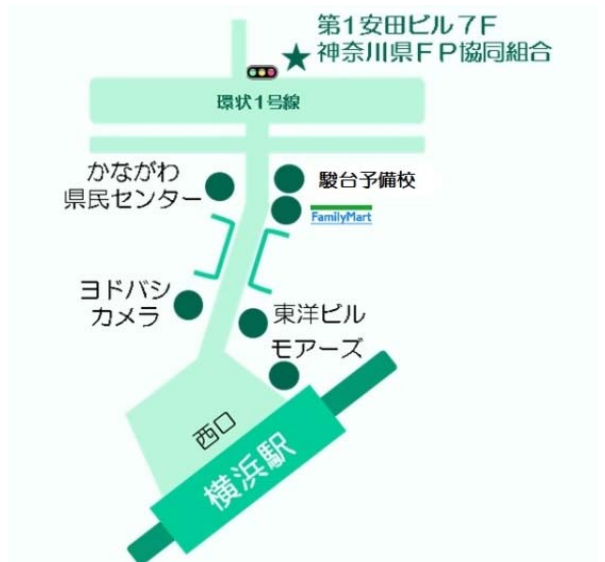 第1安田ビル7F
神奈川県FP協同組合
環状1号線
かながわ
県民センター
駿台予備校
FamilyMart
ヨドバシ
カメラ
東洋ビル
モアーズ
西口
横浜駅